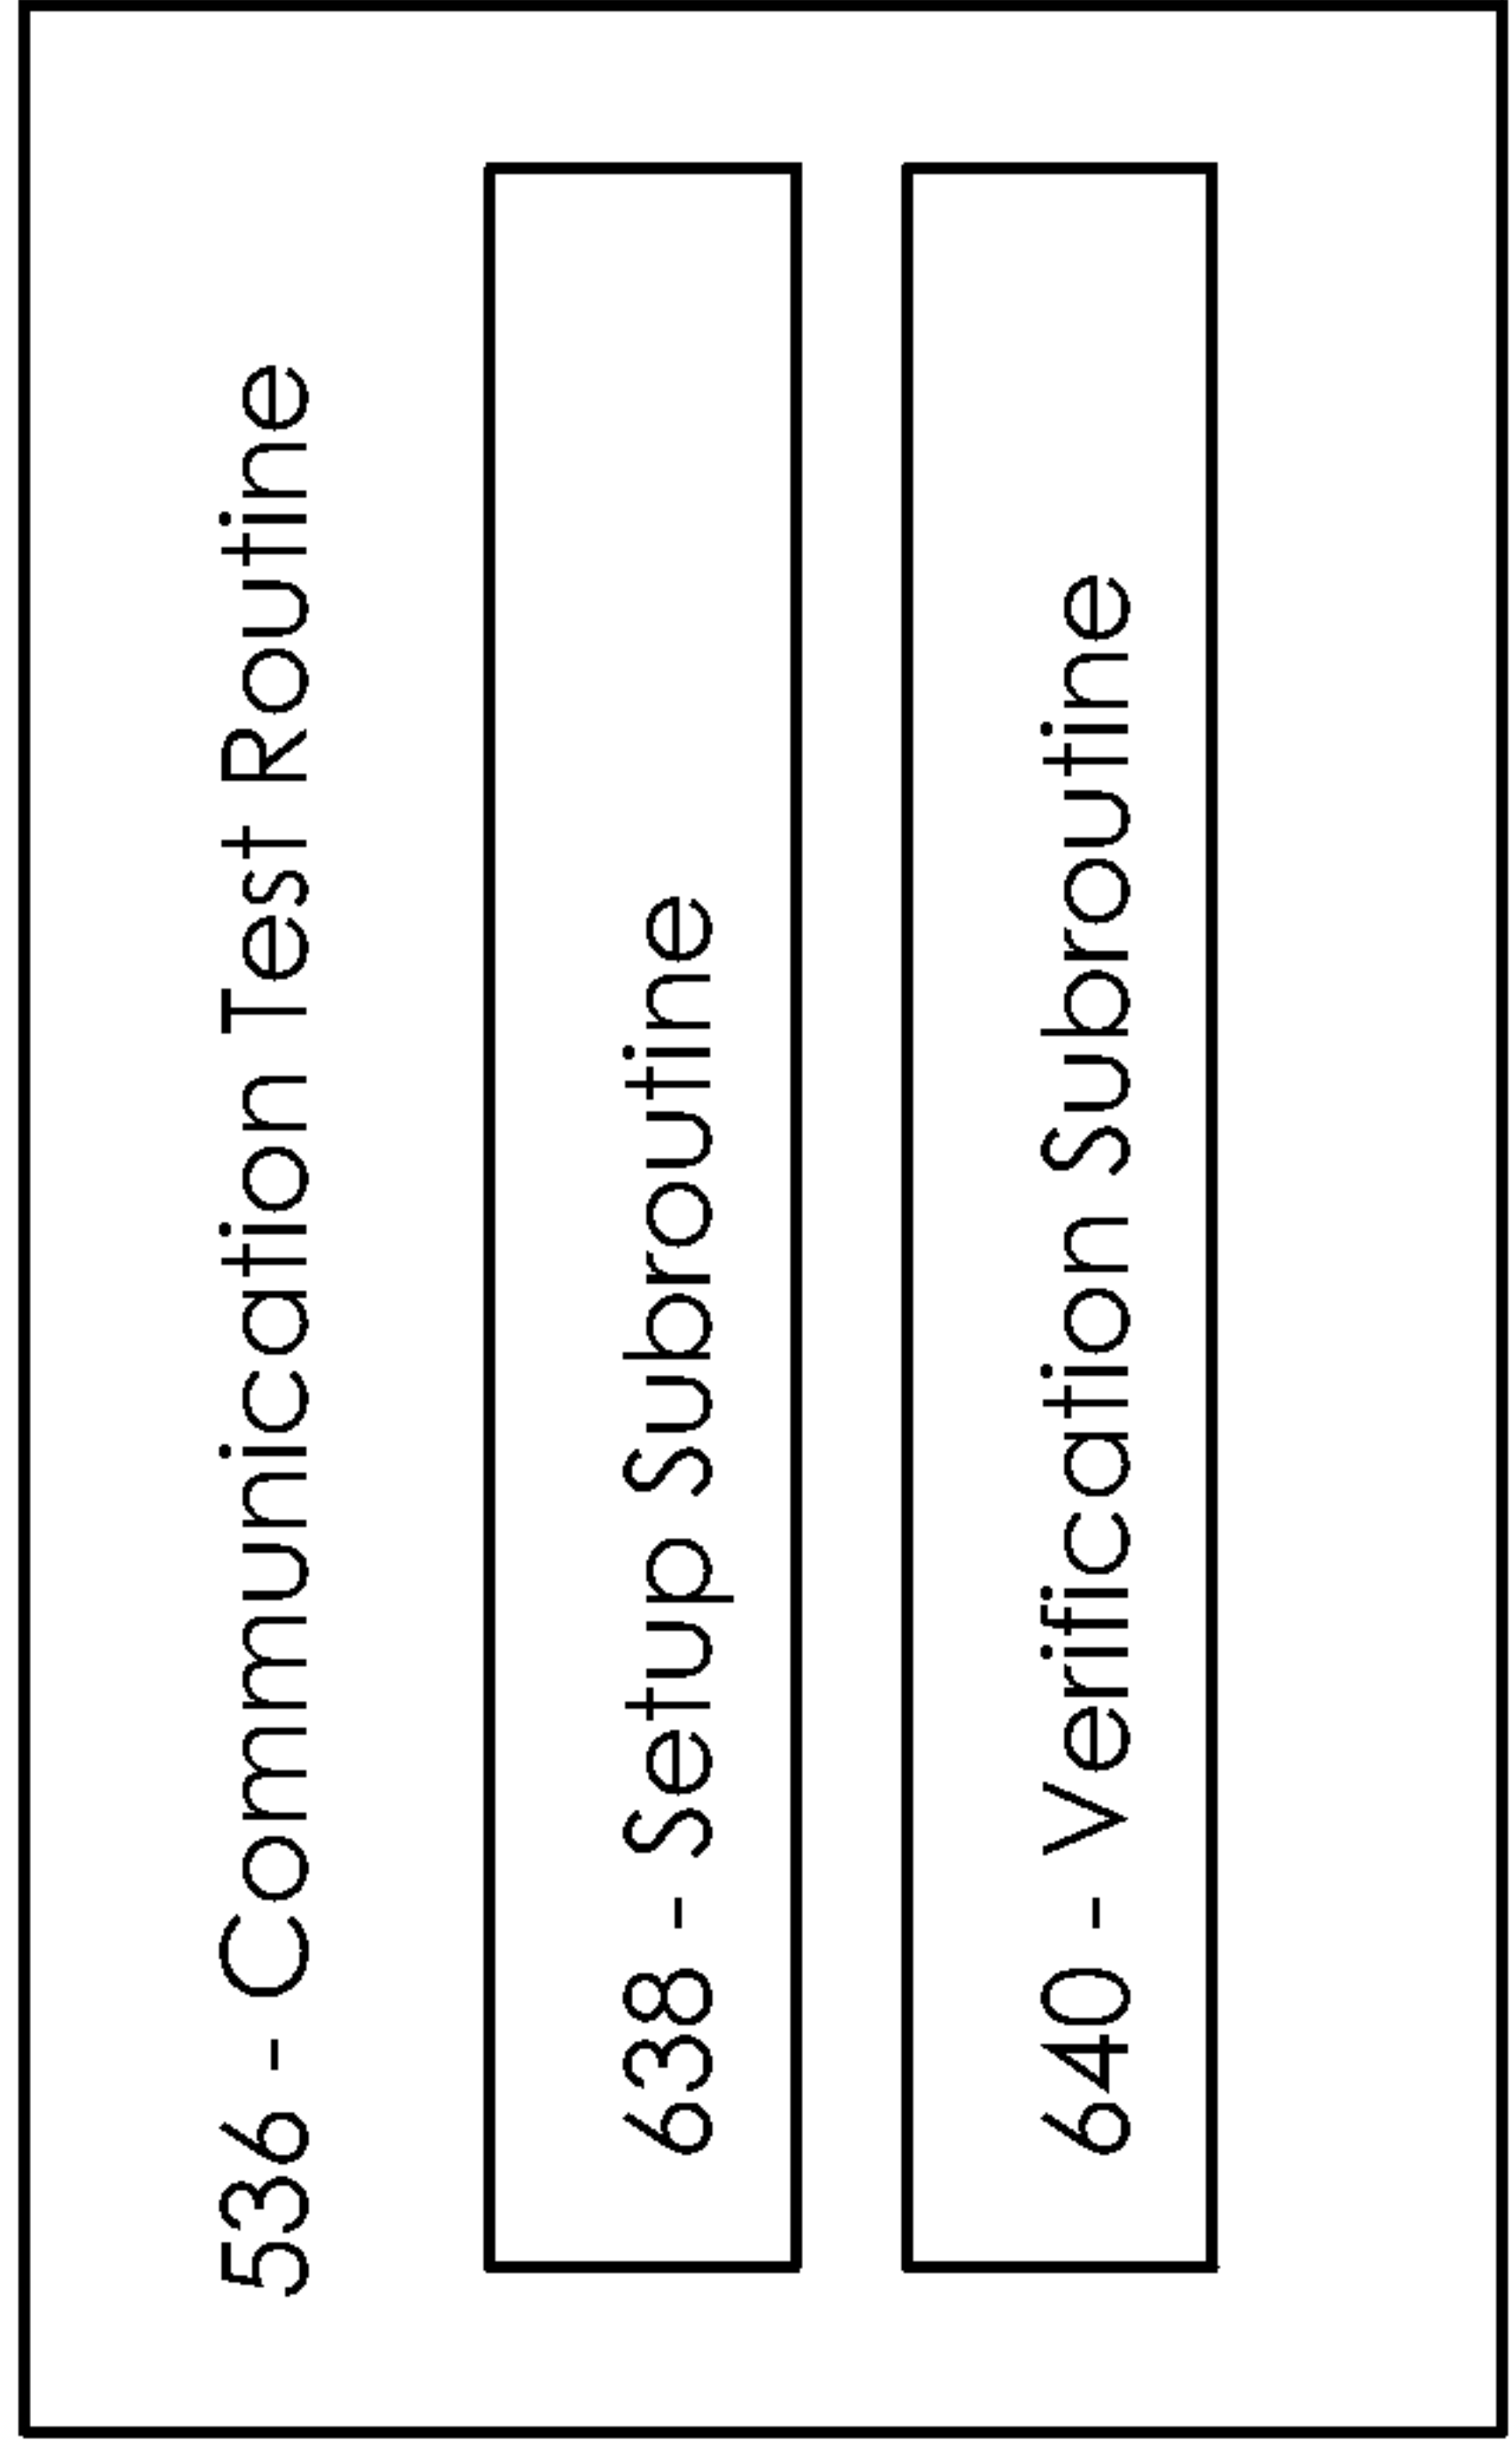 536 - Communication Test Routine
638 - Setup Subroutine
640 - Verification Subroutine